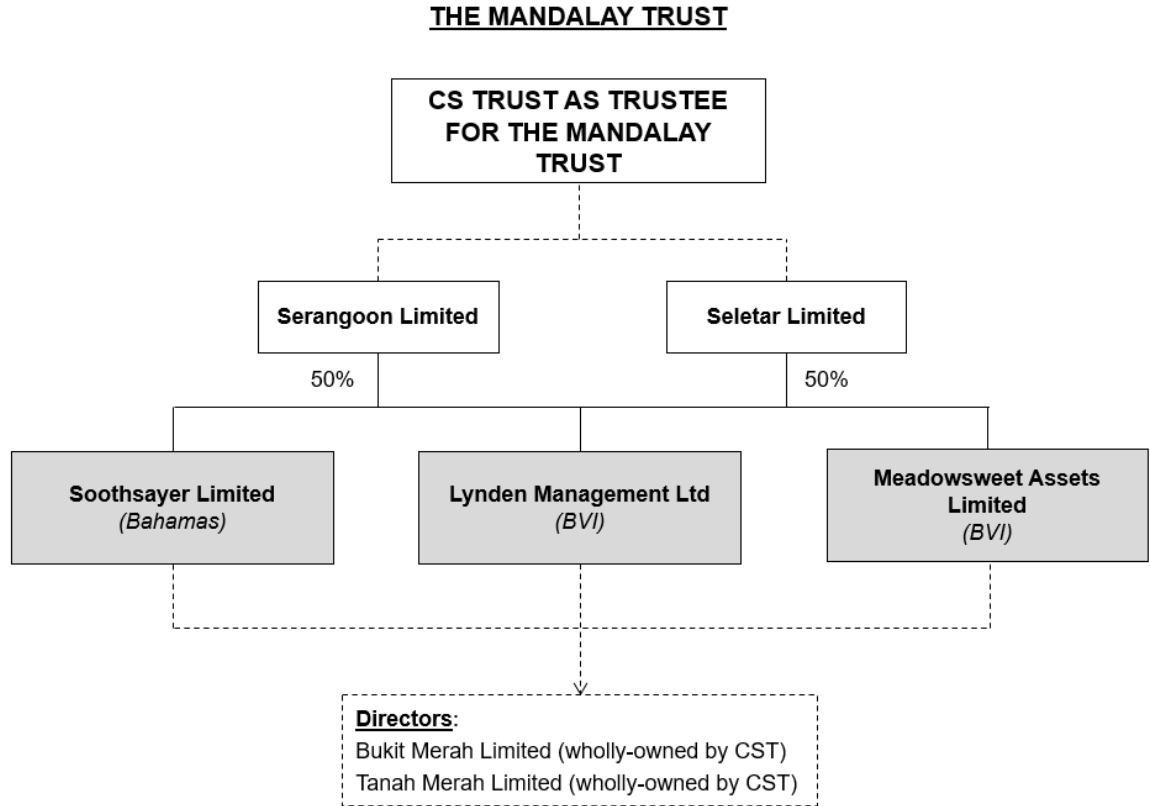 THE MANDALAY TRUST
CS TRUST AS TRUSTEE
FOR THE MANDALAY
TRUST
Serangoon Limited
Seletar Limited
50%
50%
Soothsayer Limited
(Bahamas)
Lynden Management Ltd
(BVI)
Meadowsweet Assets
Limited
(BVI)
Directors:
Bukit Merah Limited (wholly-owned by CST)
Tanah Merah Limited (wholly-owned by CST)